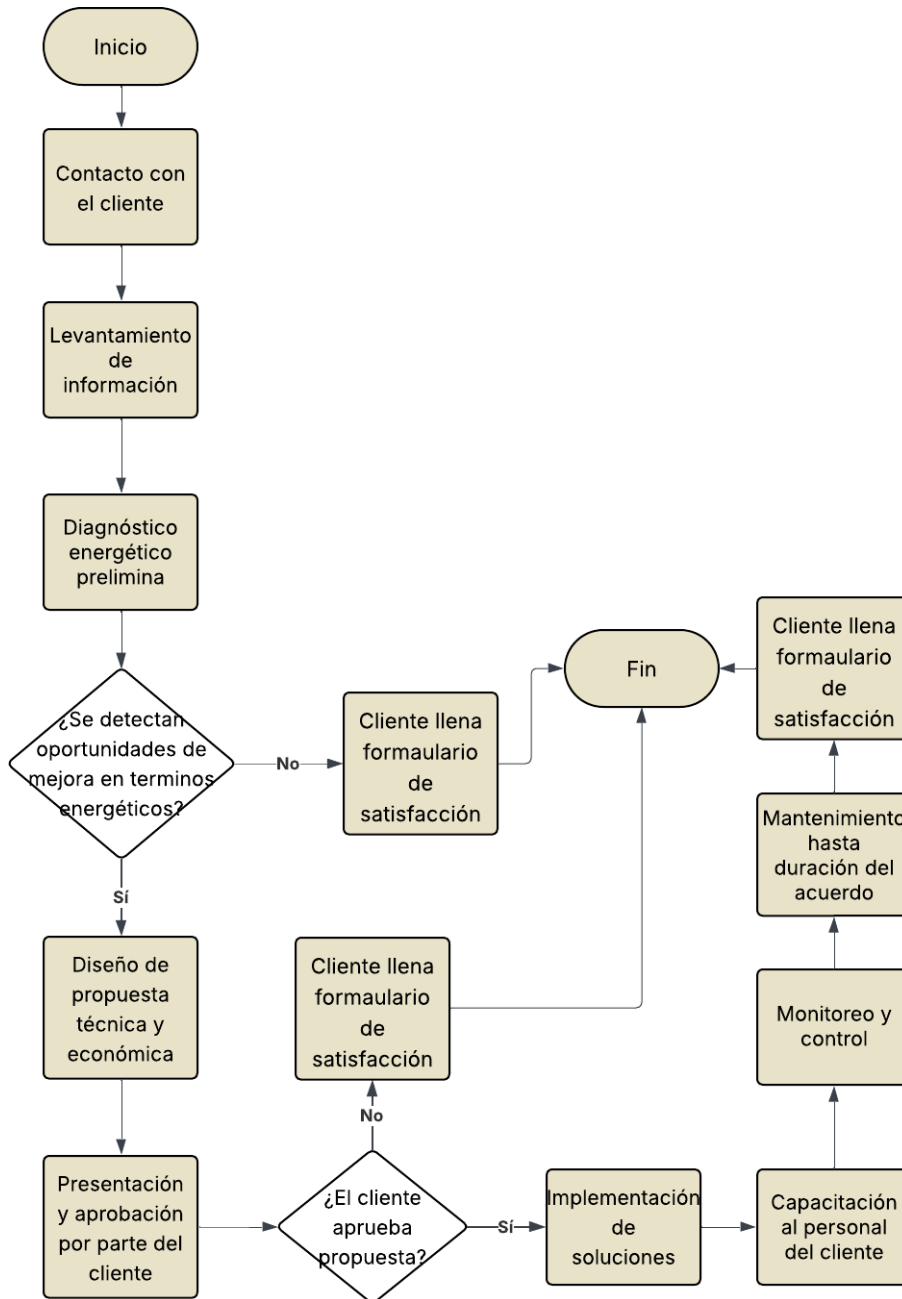 Inicio
Contacto con
el cliente
Levantamiento
de
información
Diagnóstico
energético
prelimina
¿Se detectan
oportunidades de
mejora en terminos
energéticos?
No
Cliente llena
formaulario
de
satisfacción
Fin
Cliente llena
formaulario
de
satisfacción
Mantenimiento
hasta
duración del
acuerdo
Monitoreo y
control
Sí
Diseño de
propuesta
técnica y
económica
Cliente llena
formaulario
de
satisfacción
No
Presentación
y aprobación
por parte del
cliente
¿El cliente
aprueba
propuesta?
Sí
Implementación
de
soluciones
Capacitación
al personal
del cliente